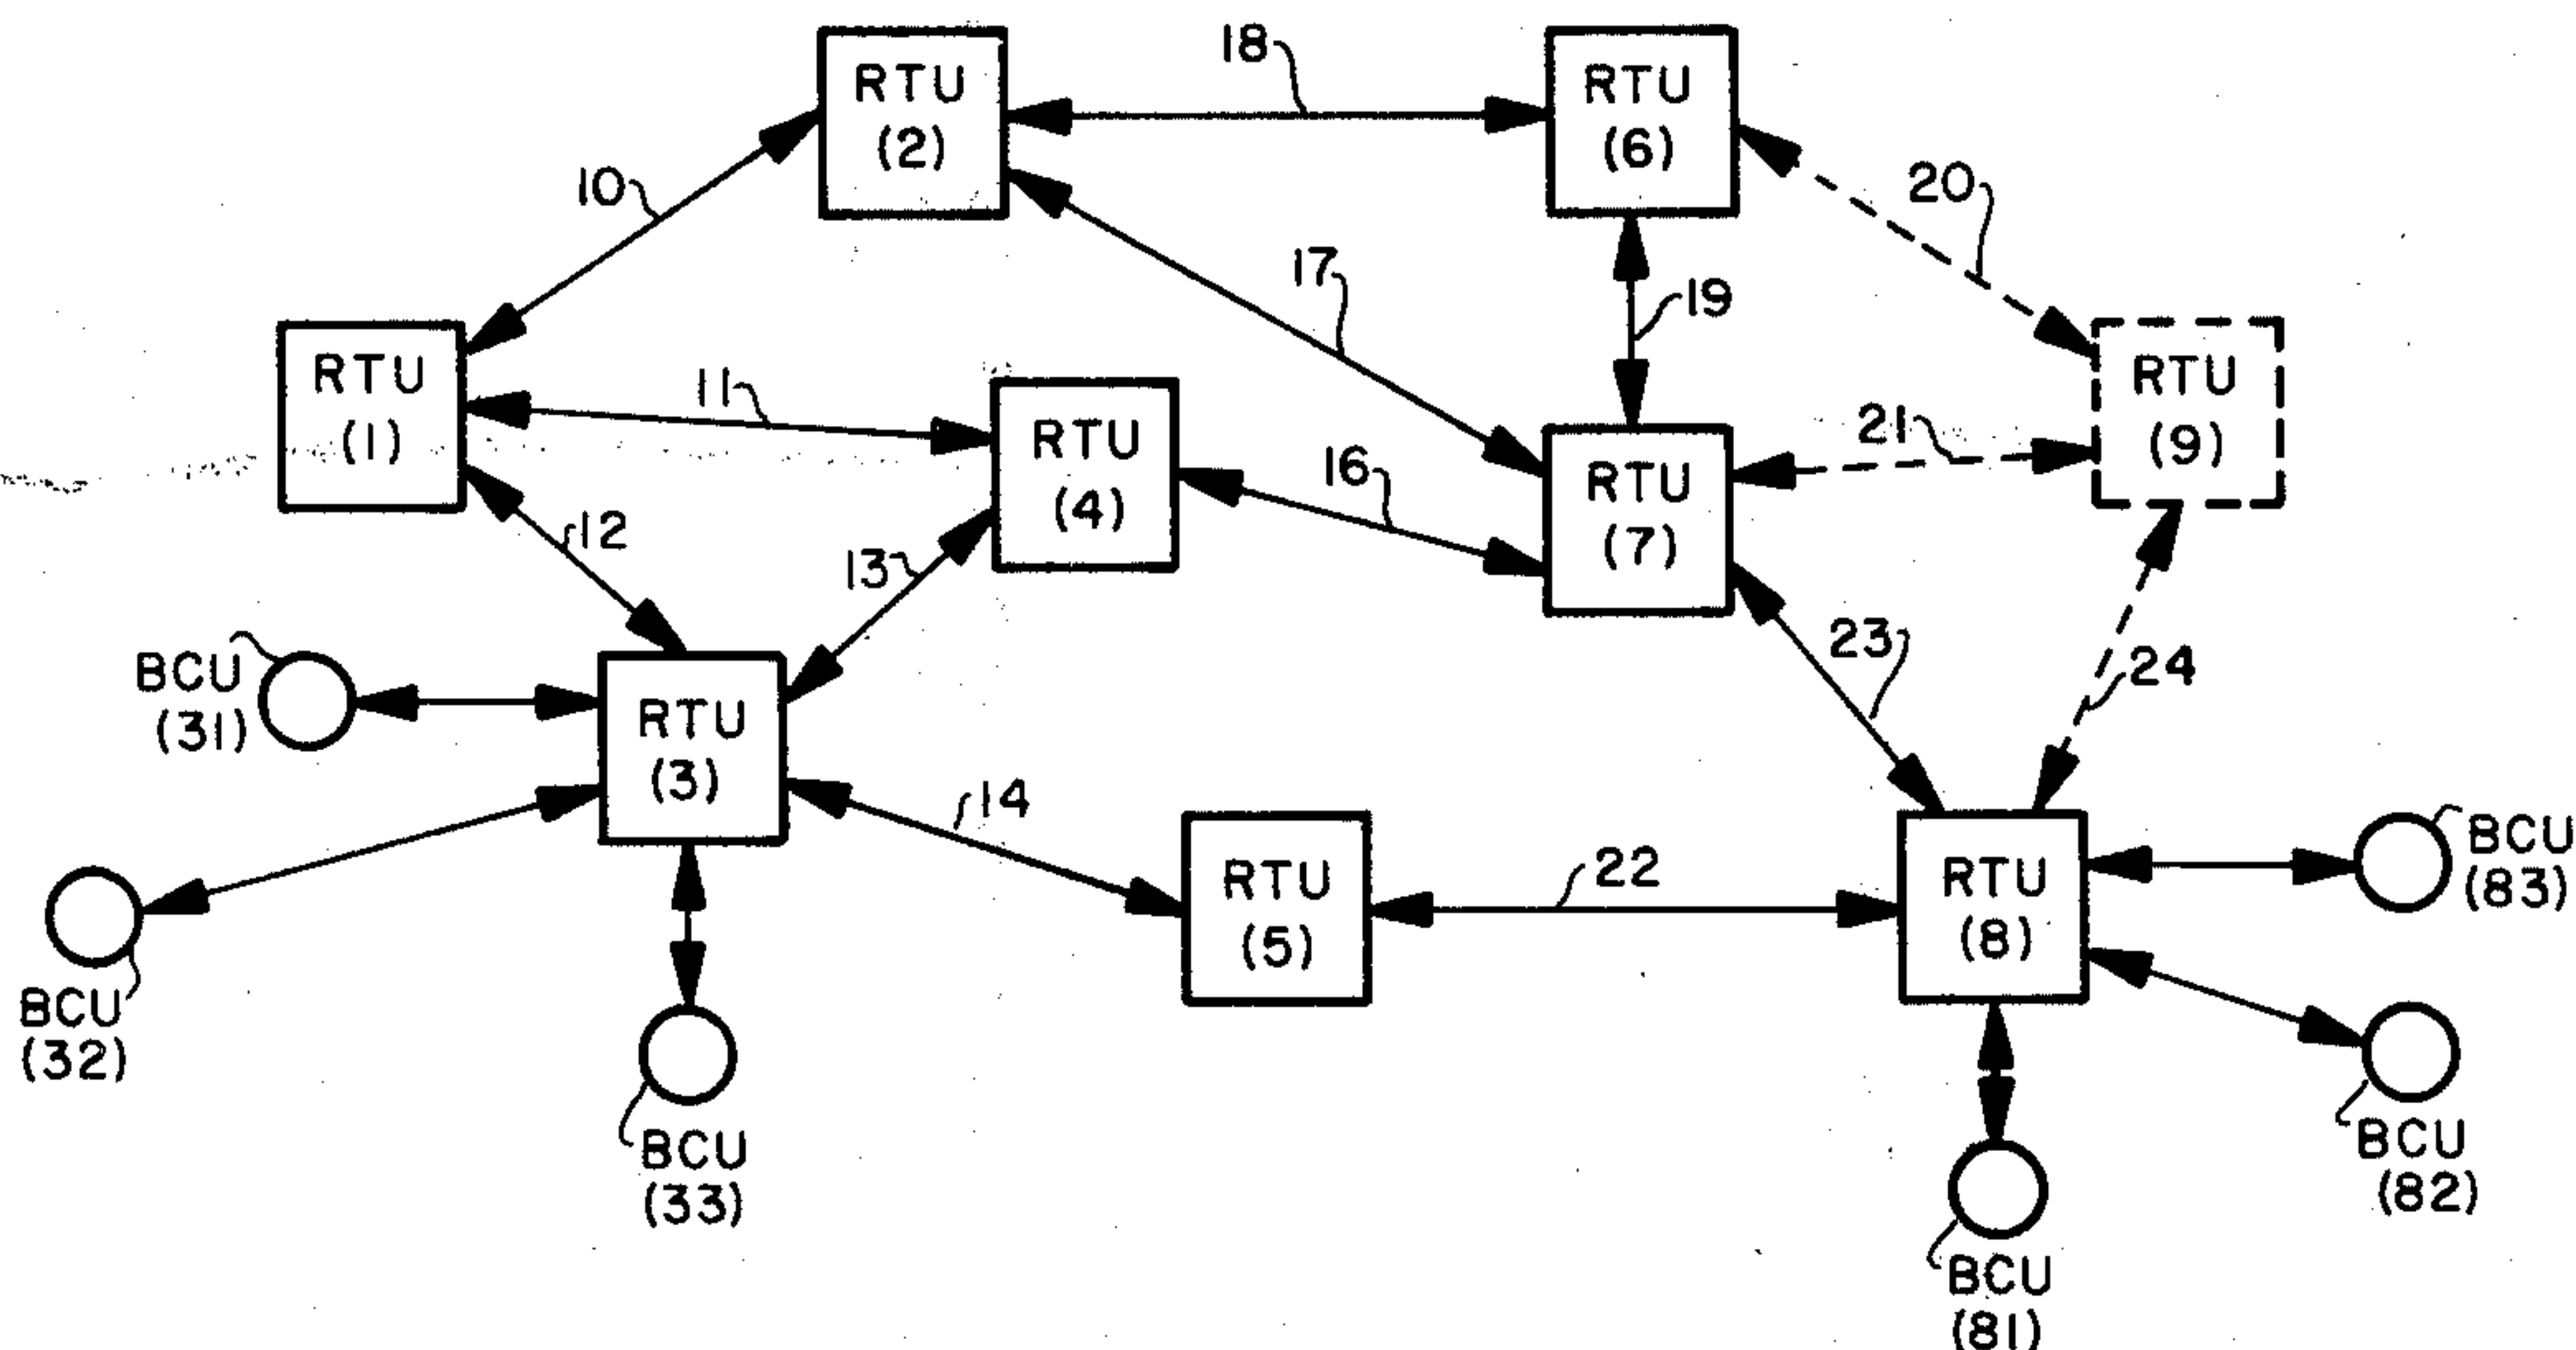 18
RTU
(2)
RTU
(6)
10
20
17
19
RTU
(1)
11
RTU
(4)
RTU
(9)
21
16
RTU
(7)
12
13
23
24
BCU
(31)
RTU
(3)
14
22
RTU
(5)
RTU
(8)
BCU
(83)
BCU
(32)
BCU
(33)
BCU
(82)
BCU
(81)